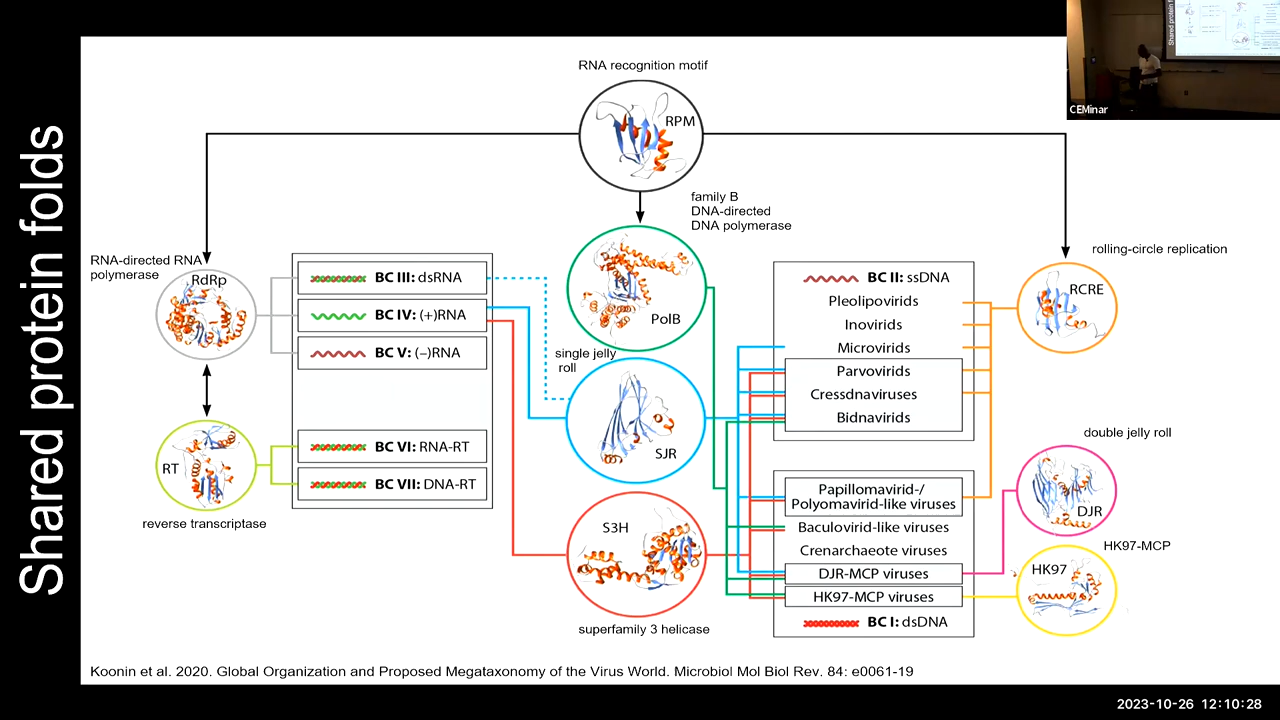 Shared protein folds
RNA recognition motif
RPM
CEMinar
family B
DNA-directed
DNA polymerase
RNA-directed RNA
polymerase
RdRp
BC III: dsRNA
BC IV: (+)RNA
BC V: (–)RNA
PolB
BC II: ssDNA
Pleolipovirids
Inovirids
Microvirids
Parvovirids
Cressdnaviruses
Bidnavirids
rolling-circle replication
RCRE
single jelly
roll
SJR
RT
BC VI: RNA-RT
BC VII: DNA-RT
reverse transcriptase
S3H
superfamily 3 helicase
Papillomavirid-/
Polyomavirid-like viruses
Baculovirid-like viruses
Crenarchaeote viruses
DJR-MCP viruses
HK97-MCP viruses
BC I: dsDNA
double jelly roll
DJR
HK97-MCP
HK97
Koonin et al. 2020. Global Organization and Proposed Megataxonomy of the Virus World. Microbiol Mol Biol Rev. 84: e0061-19
2023-10-26 12:10:28